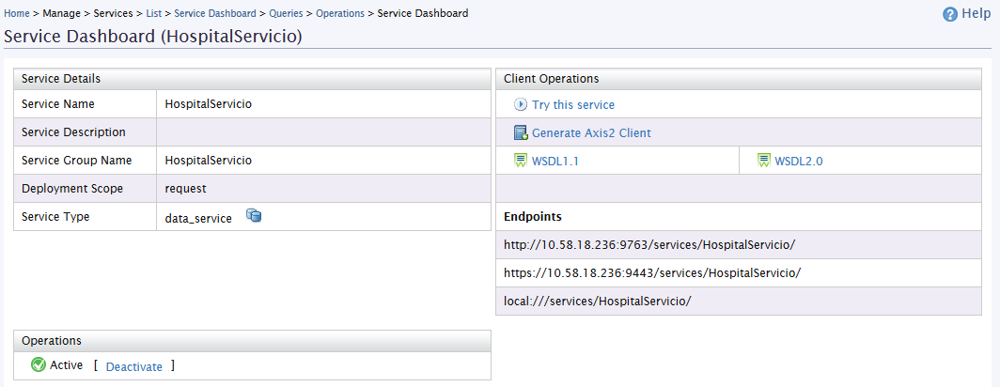 Home > Manage > Services > List > Service Dashboard > Queries > Operations > Service Dashboard
Help
Service Dashboard (HospitalServicio)
Service Details
Service Name HospitalServicio
Service Description
Service Group Name HospitalServicio
Deployment Scope request
Service Type data_service
Client Operations
Try this service
Generate Axis2 Client
WSDL1.1 WSDL2.0
Endpoints
http://10.58.18.236:9763/services/HospitalServicio/
https://10.58.18.236:9443/services/HospitalServicio/
local:///services/HospitalServicio/
Operations
Active [ Deactivate ]